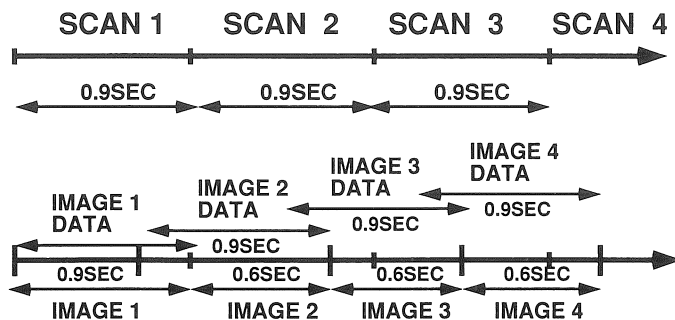 SCAN 1 SCAN 2 SCAN 3 SCAN 4
0.9SEC 0.9SEC 0.9SEC
IMAGE 1
DATA
IMAGE 2
DATA
IMAGE 3
DATA
IMAGE 4
DATA
0.9SEC
0.9SEC
0.9SEC
0.9SEC 0.6SEC 0.6SEC 0.6SEC
IMAGE 1 IMAGE 2 IMAGE 3 IMAGE 4